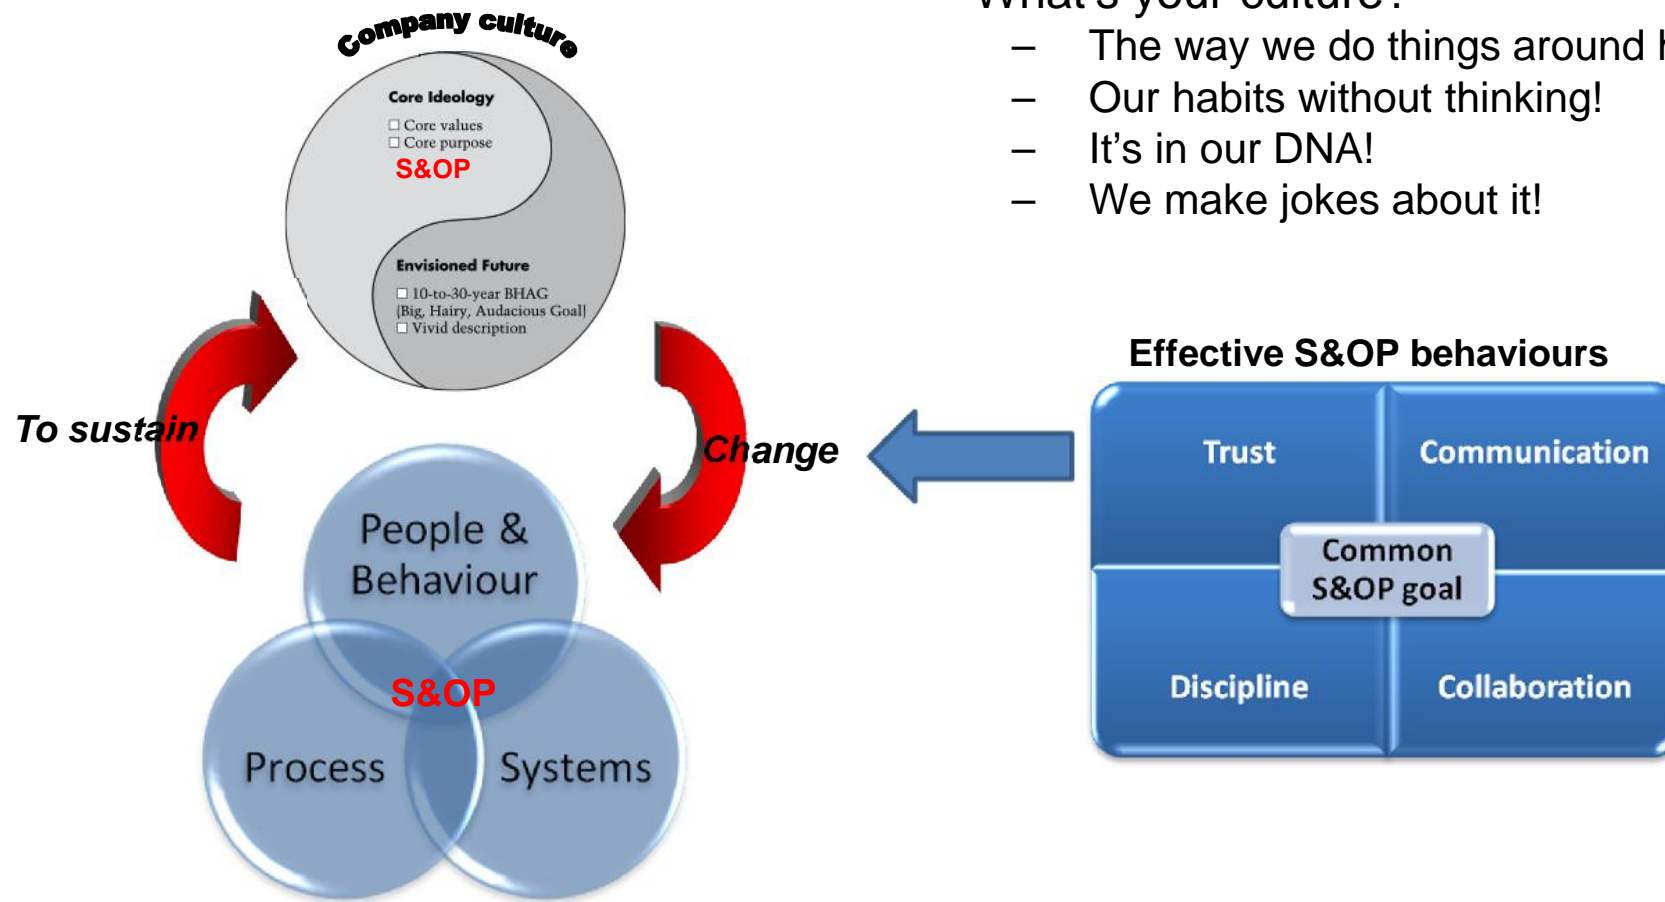 Company culture
Core Ideology
☐ Core values
☐ Core purpose
S&OP
Envisioned Future
☐ 10-to-30-year BHAG
(Big, Hairy, Audacious Goal)
☐ Vivid description
To sustain
Change
People &
Behaviour
S&OP
Process
Systems
What's your culture?
– The way we do things around
– Our habits without thinking!
– It’s in our DNA!
– We make jokes about it!
Effective S&OP behaviours
Trust
Communication
Common
S&OP goal
Discipline
Collaboration